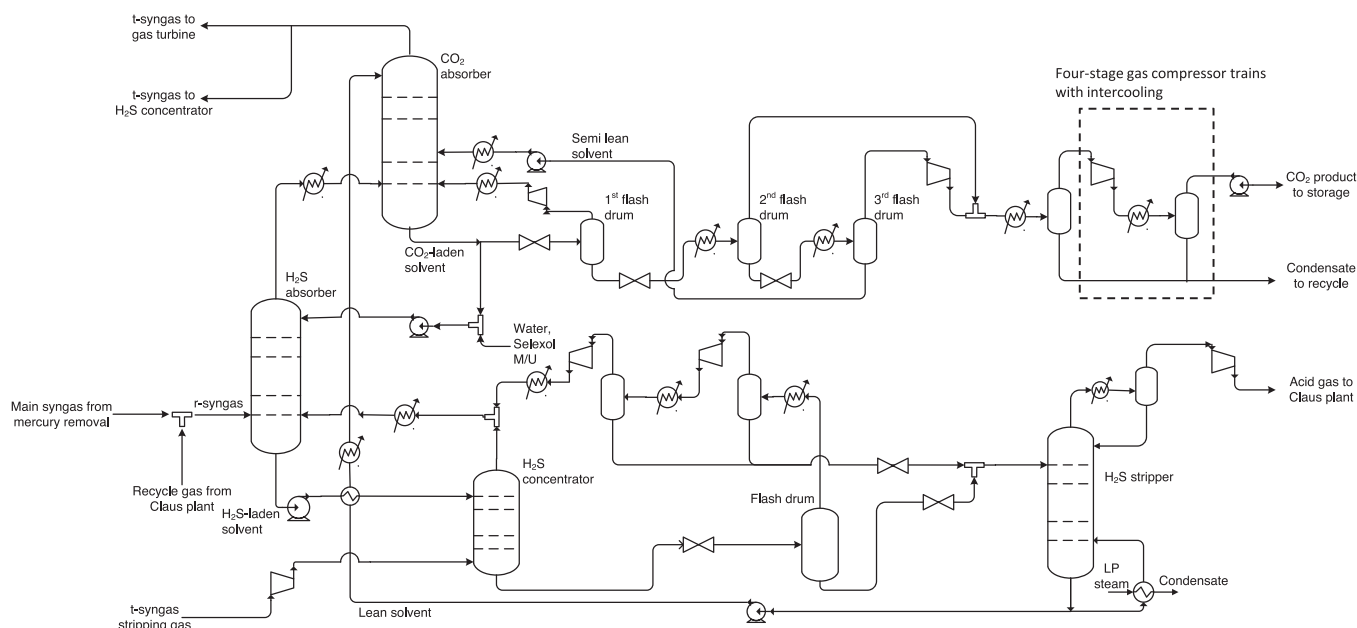 t-syngas to
gas turbine
CO₂
absorber
t-syngas to
H₂S concentrator
Four-stage gas compressor trains
with intercooling
Semi lean
solvent
1st flash
drum
2nd flash
drum
3rd flash
drum
CO₂ product
to storage
CO₂-laden
solvent
Condensate
to recycle
H₂S
absorber
Water,
Selexol
M/U
Main syngas from
mercury removal
r-syngas
Acid gas to
Claus plant
Recycle gas from
Claus plant
H₂S-laden
solvent
H₂S
concentrator
Flash drum
H₂S stripper
LP
steam
Condensate
t-syngas
stripping gas
Lean solvent